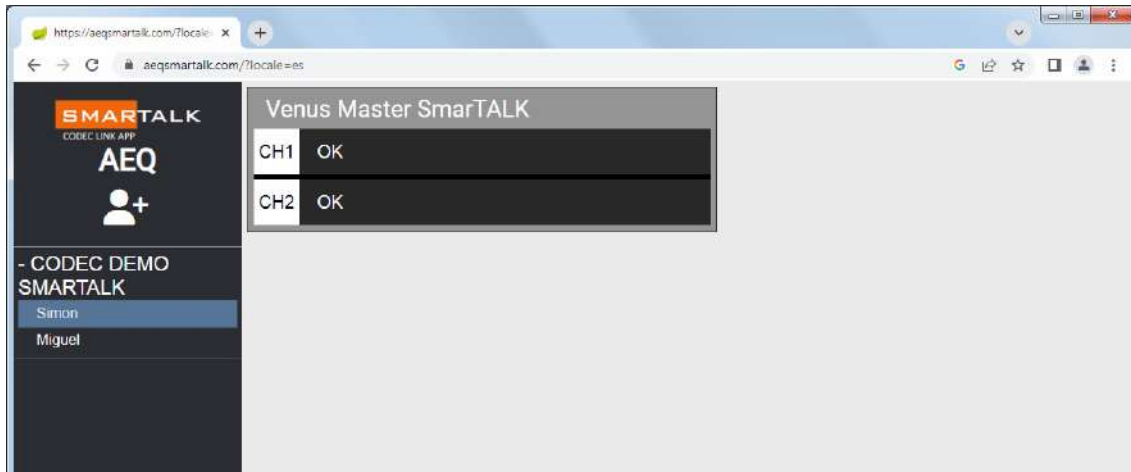 https://aeqsmartalk.com/?locale=
aeqsmartalk.com/?locale=es
SMARTALK
CODEC LINK APP
AEQ
- CODEC DEMO
SMARTALK
Simon
Miguel
Venus Master SmarTALK
CH1 OK
CH2 OK